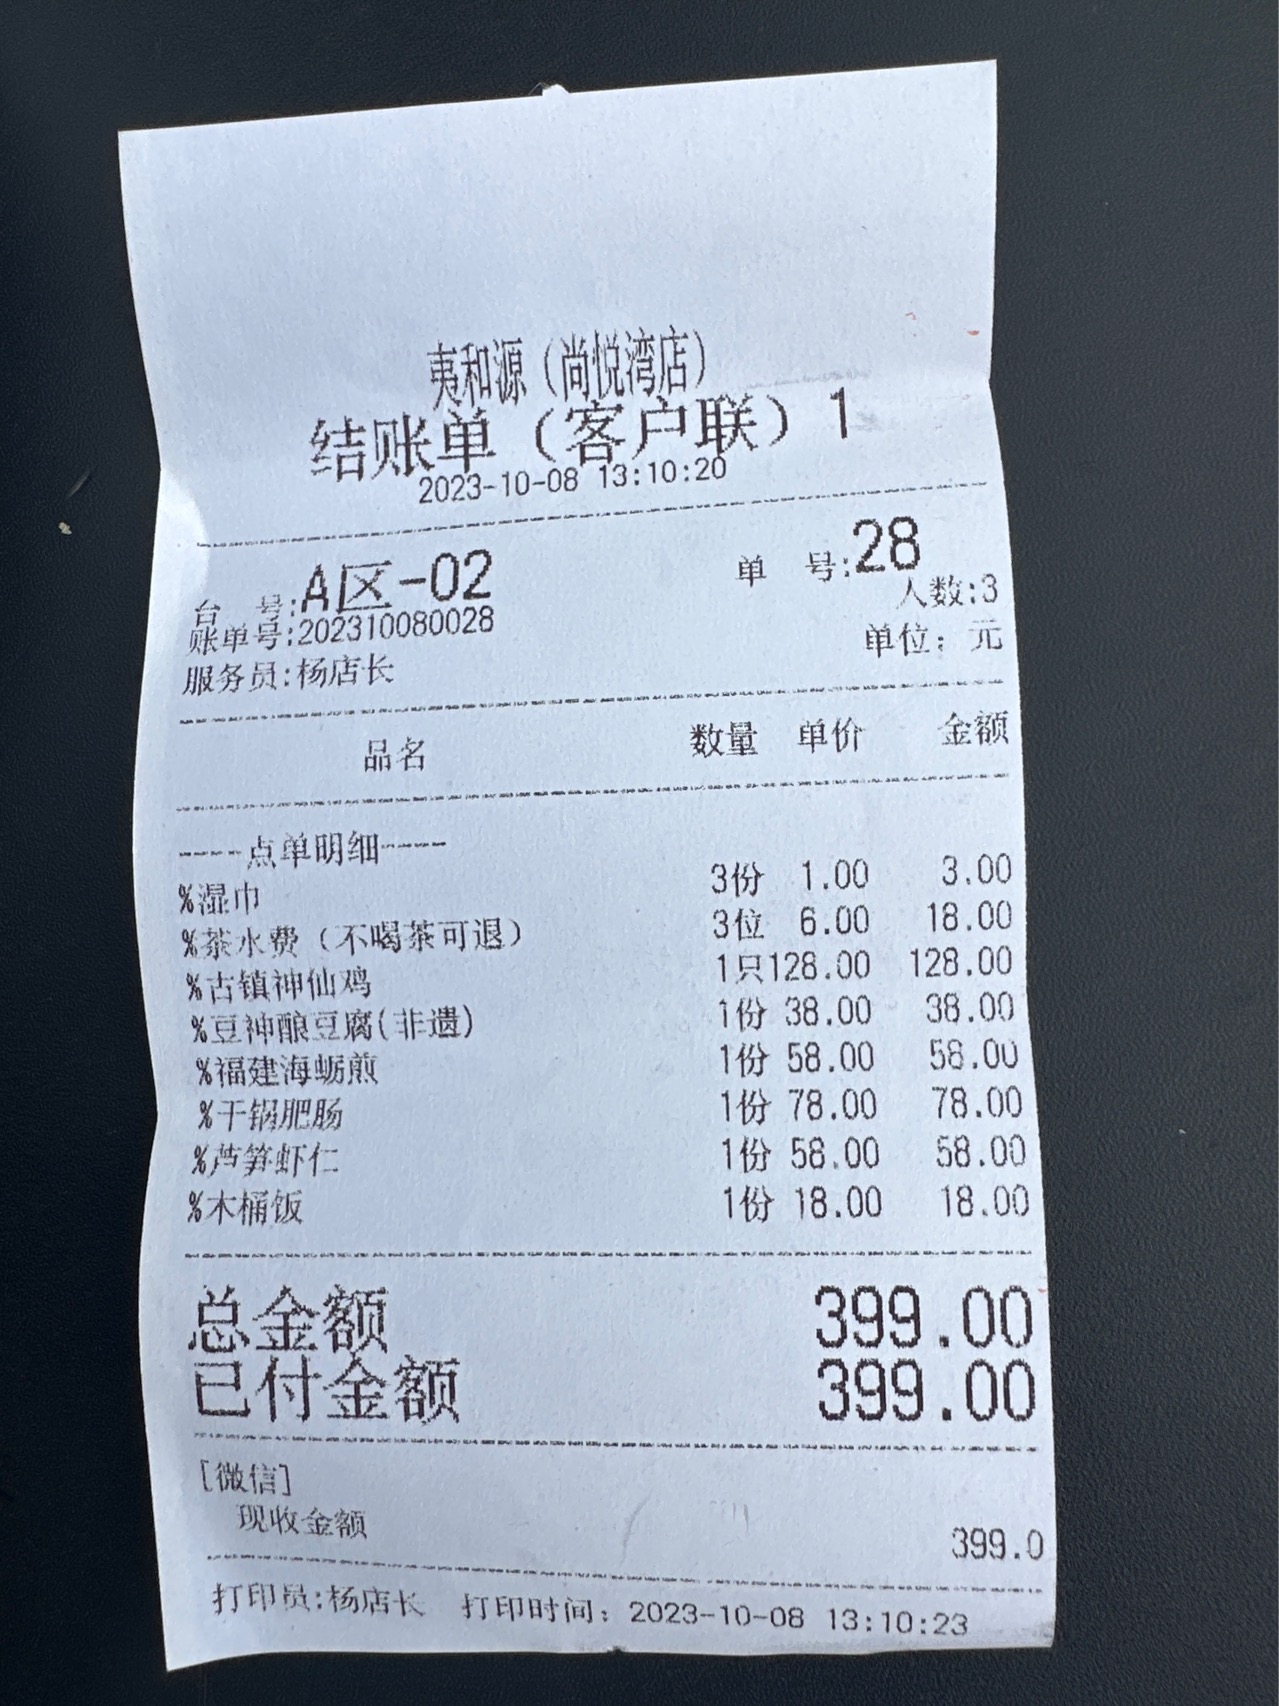 夷和源（尚悦湾店）
结账单（客户联）1
2023-10-08 13:10:20
台 号:A区-02 单 号:28
人数:3
账单号:202310080028
单位：元
服务员:杨店长
品名 数量 单价 金额
----点单明细----
%湿巾 3份 1.00 3.00
%茶水费（不喝茶可退） 3位 6.00 18.00
%古镇神仙鸡 1只128.00 128.00
%豆神酿豆腐(非遗) 1份 38.00 38.00
%福建海蛎煎 1份 58.00 58.00
%干锅肥肠 1份 78.00 78.00
%芦笋虾仁 1份 58.00 58.00
%木桶饭 1份 18.00 18.00
总金额 399.00
已付金额 399.00
[微信]
现收金额 399.0
打印员:杨店长 打印时间：2023-10-08 13:10:23